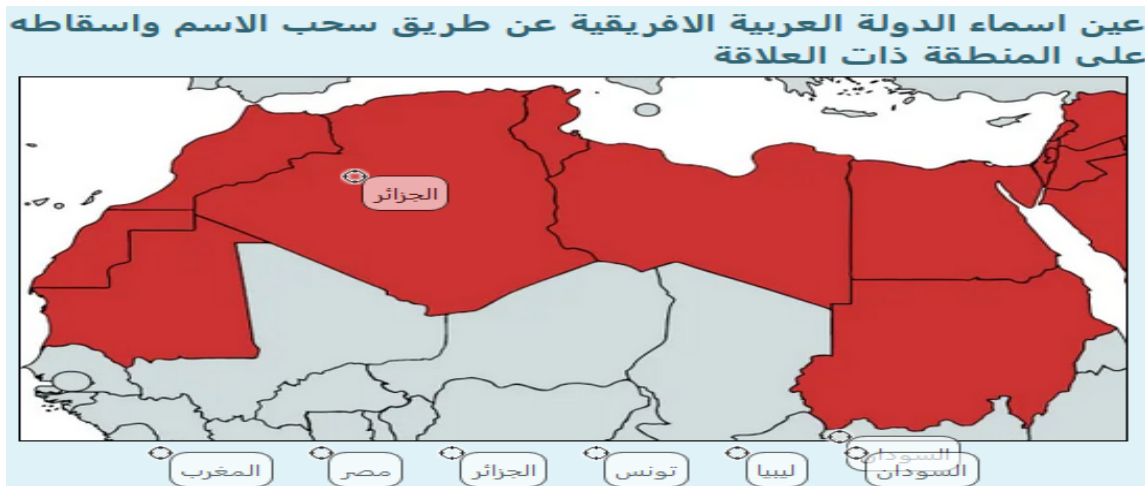 عين اسماء الدولة العربية الافريقية عن طريق سحب الاسم واسقاطه
على المنطقة ذات العلاقة
الجزائر
السودان
السودان ليبيا تونس الجزائر مصر المغرب